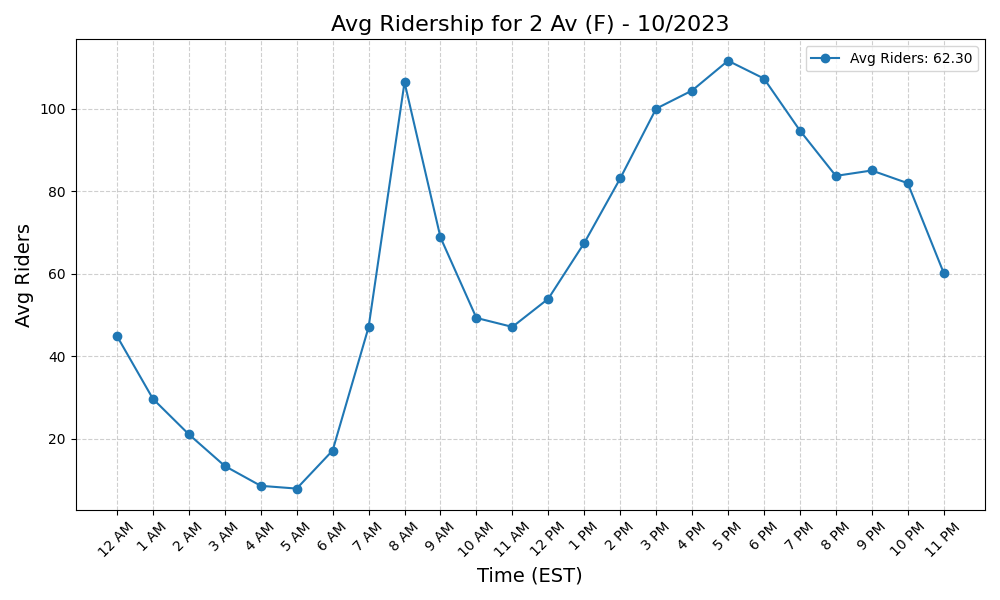 Avg Ridership for 2 Av (F) - 10/2023
Avg Riders: 62.30
Avg Riders
100
80
60
40
20
12 AM
1 AM
2 AM
3 AM
4 AM
5 AM
6 AM
7 AM
8 AM
9 AM
10 AM
11 AM
12 PM
1 PM
2 PM
3 PM
4 PM
5 PM
6 PM
7 PM
8 PM
9 PM
10 PM
11 PM
Time (EST)